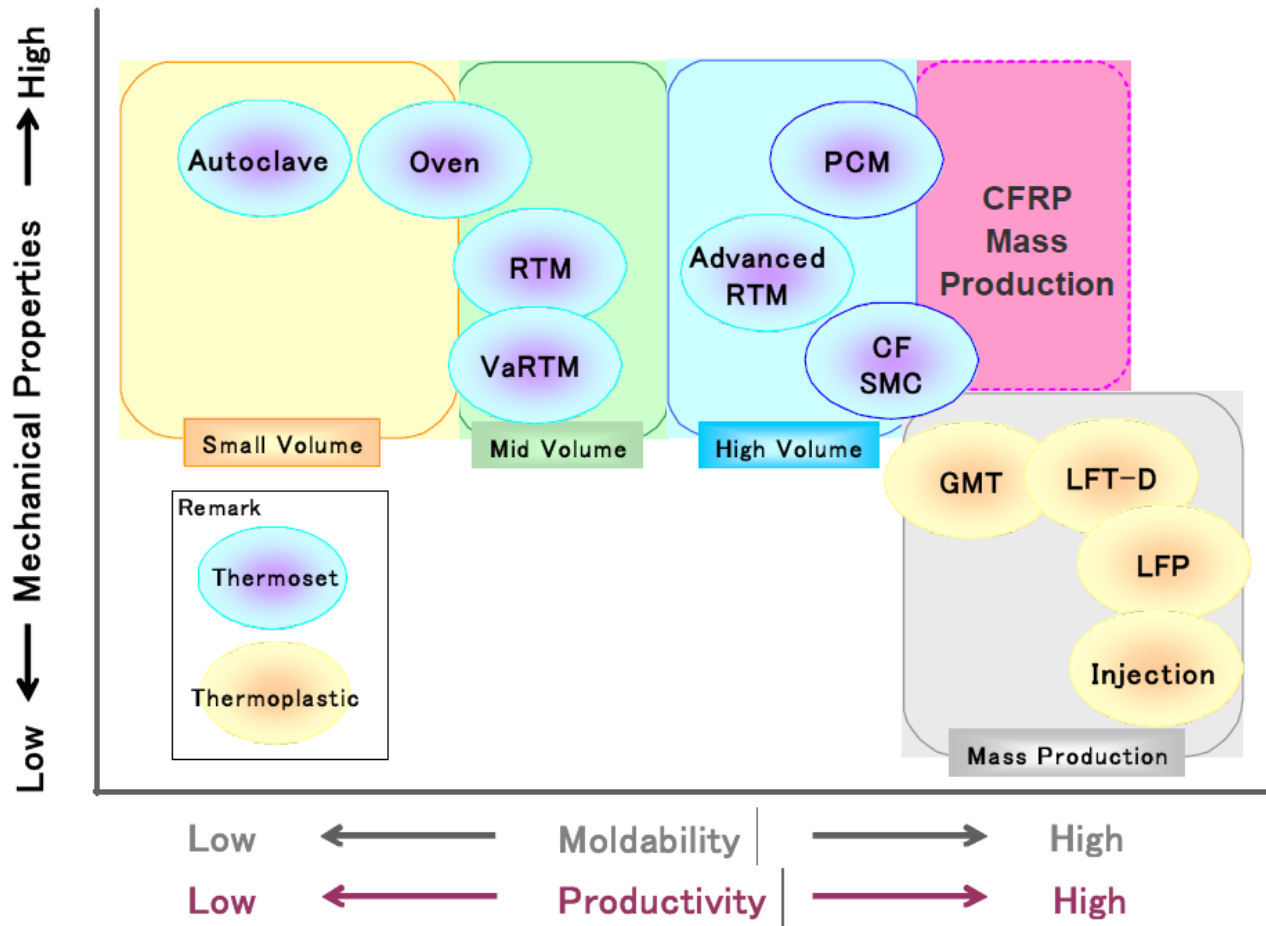 High
Mechanical Properties
Low
Autoclave
Oven
PCM
CFRP
Mass
Production
RTM
Advanced
RTM
VaRTM
CF
SMC
Small Volume
Mid Volume
High Volume
GMT
LFT-D
LFP
Injection
Mass Production
Remark
Thermoset
Thermoplastic
Low
Moldability
High
Low
Productivity
High